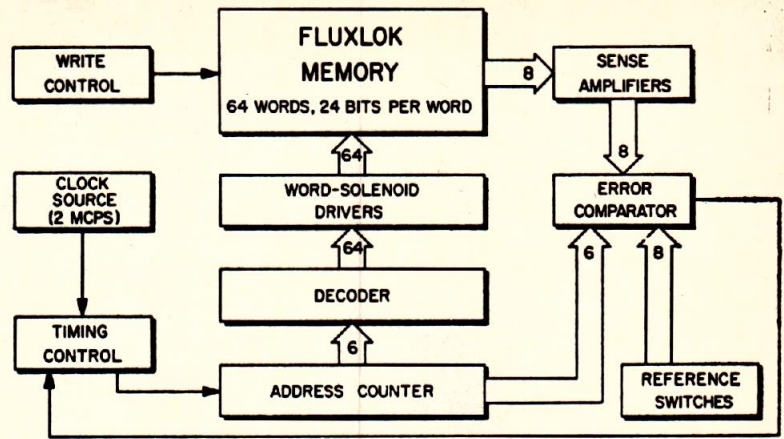 WRITE
CONTROL
FLUXLOK
MEMORY
64 WORDS, 24 BITS PER WORD
8
SENSE
AMPLIFIERS
8
64
CLOCK
SOURCE
(2 MCPS)
WORD-SOLENOID
DRIVERS
ERROR
COMPARATOR
64
6
8
DECODER
TIMING
CONTROL
6
ADDRESS COUNTER
REFERENCE
SWITCHES